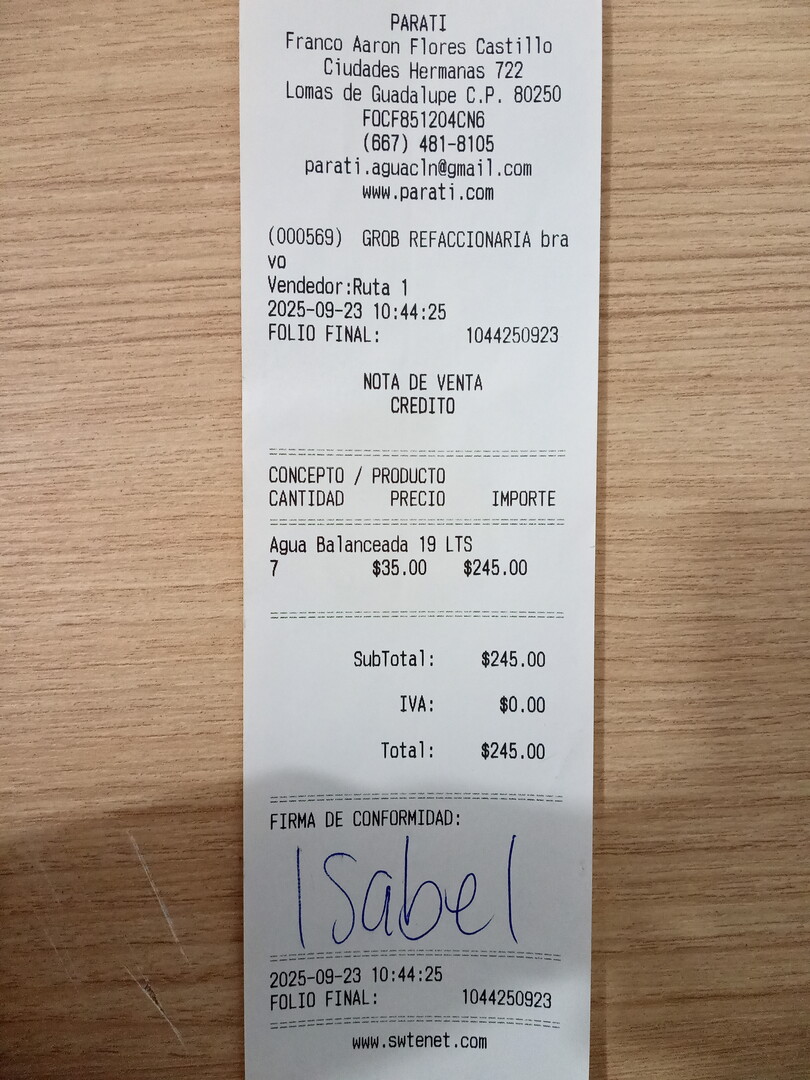 PARATI
Franco Aaron Flores Castillo
Ciudades Hermanas 722
Lomas de Guadalupe C.P. 80250
FOCF851204CN6
(667) 481-8105
parati.aguacln@gmail.com
www.parati.com
(000569) GROB REFACCIONARIA bra
vo
Vendedor:Ruta 1
2025-09-23 10:44:25
FOLIO FINAL: 1044250923
NOTA DE VENTA
CREDITO
CONCEPTO / PRODUCTO
CANTIDAD PRECIO IMPORTE
Agua Balanceada 19 LTS
7 $35.00 $245.00
SubTotal: $245.00
IVA: $0.00
Total: $245.00
FIRMA DE CONFORMIDAD:
Isabel
2025-09-23 10:44:25
FOLIO FINAL: 1044250923
www.swtenet.com